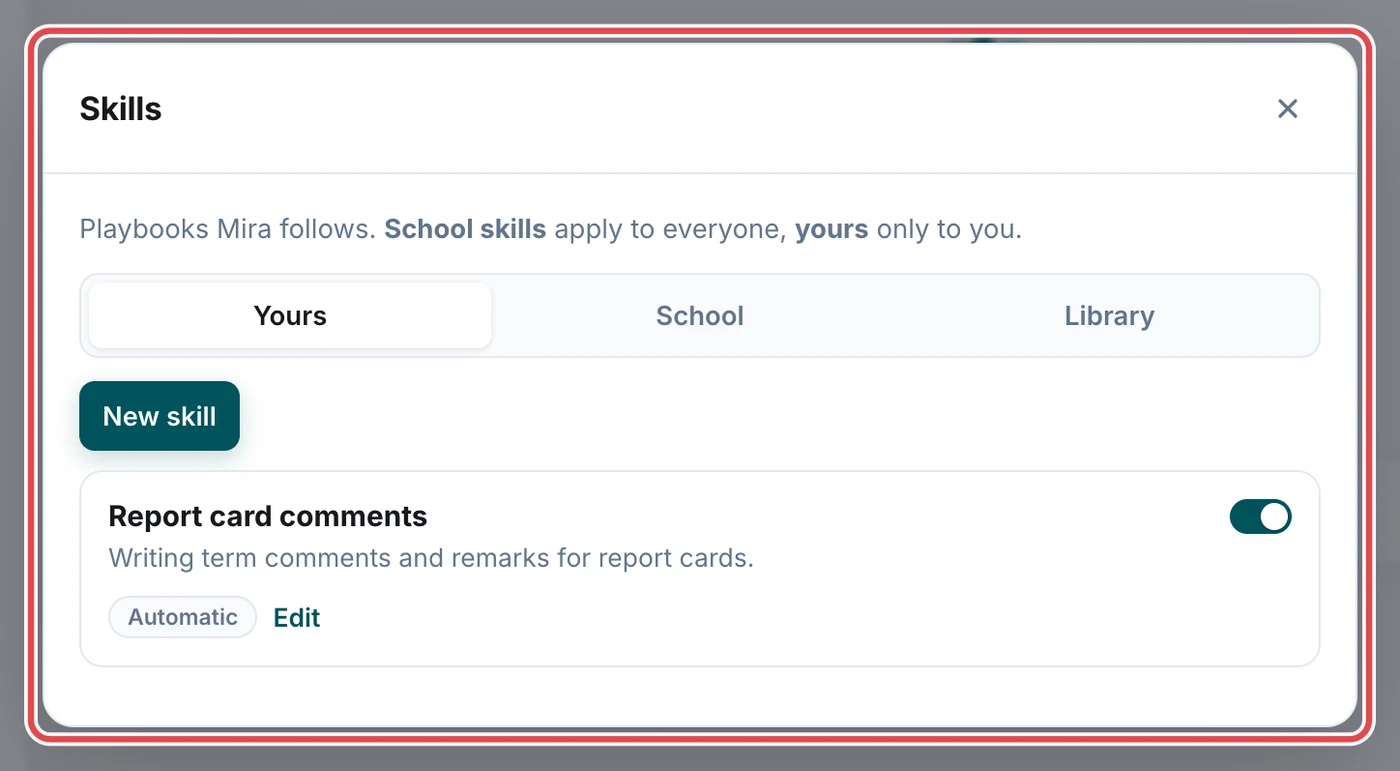 Skills
Playbooks Mira follows. School skills apply to everyone, yours only to you.
Yours School Library
New skill
Report card comments
Writing term comments and remarks for report cards.
Automatic Edit